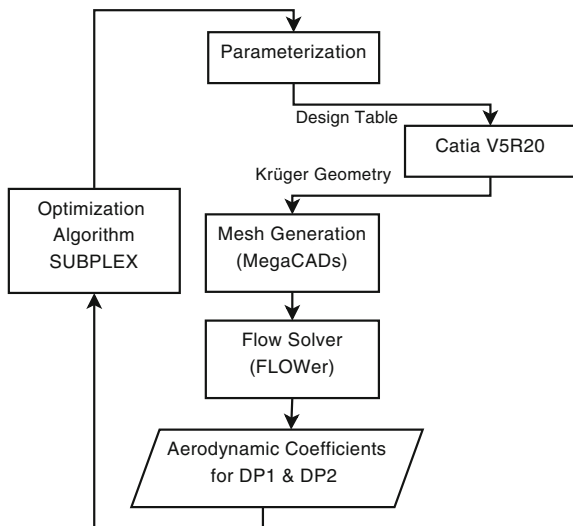 Parameterization
Design Table
Catia V5R20
Krüger Geometry
Optimization
Algorithm
SUBPLEX
Mesh Generation
(MegaCADs)
Flow Solver
(FLOWer)
Aerodynamic Coefficients
for DP1 & DP2